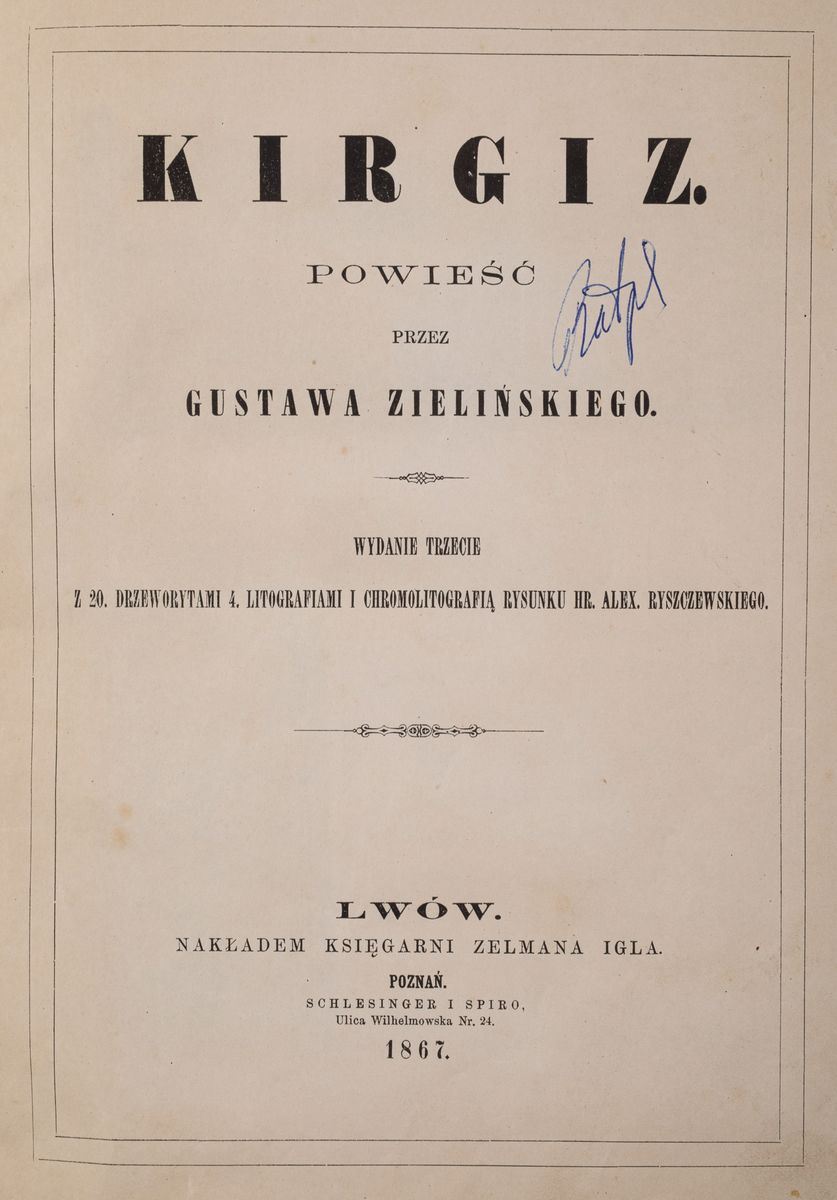 KIRGIZ.
POWIEŚĆ
PRZEZ
GUSTAWA ZIELIŃSKIEGO.
WYDANIE TRZECIE
Z 20. DRZEWORYTAMI 4. LITOGRAFIAMI I CHROMOLITOGRAFIĄ RYSUNKU HR. ALEX. RYSZCZEWSKIEGO.
LWÓW.
NAKŁADEM KSIĘGARNI ZELMANA IGLA.
POZNAŃ.
SCHLESINGER I SPIRO,
Ulica Wilhelmowska Nr. 24.
1867.